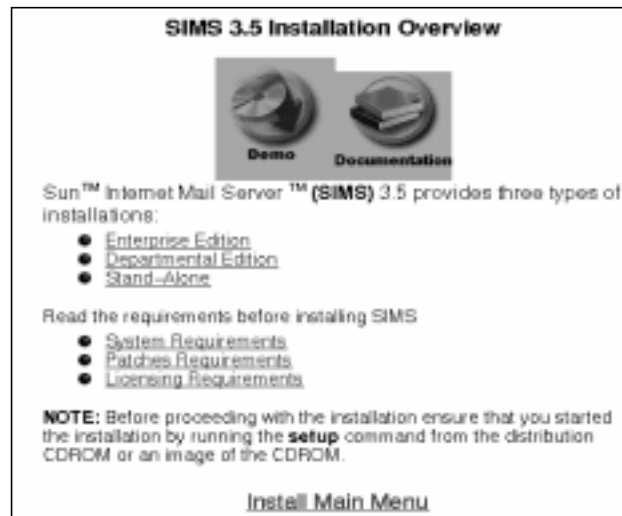 SIMS 3.5 Installation Overview
Demo
Documentation
Sun™ Internet Mail Server ™ (SIMS) 3.5 provides three types of
installations:
Enterprise Edition
Departmental Edition
Stand-Alone
Read the requirements before installing SIMS
System Requirements
Patches Requirements
Licensing Requirements
NOTE: Before proceeding with the installation ensure that you started
the installation by running the setup command from the distribution
CDROM or an image of the CDROM.
Install Main Menu